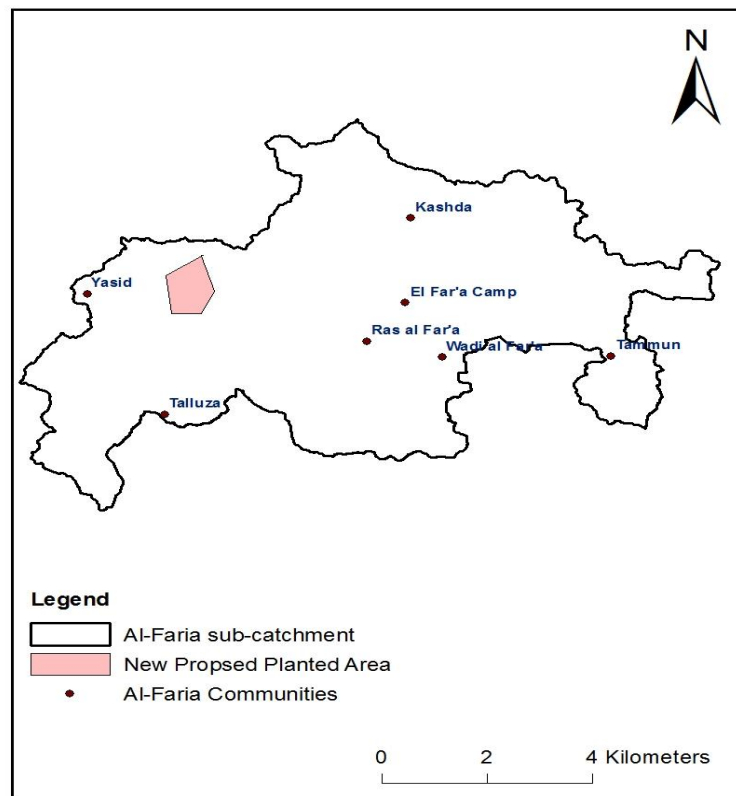 N
Kashda
Yasid
El Far'a Camp
Ras al Far'a
Wadi al Far'a
Tammun
Talluza
Legend
Al-Faria sub-catchment
New Propsed Planted Area
Al-Faria Communities
0 2 4 Kilometers